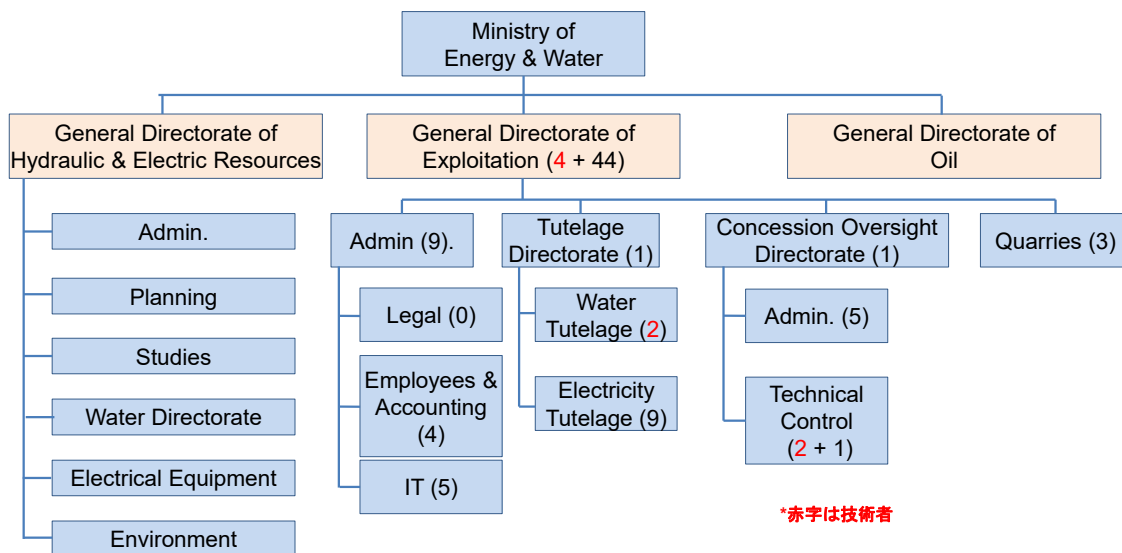 Ministry of
Energy & Water
General Directorate of
Hydraulic & Electric Resources
General Directorate of
Exploitation (4 + 44)
General Directorate of
Oil
Admin.
Planning
Studies
Water Directorate
Electrical Equipment
Environment
Admin (9).
Legal (0)
Employees &
Accounting
(4)
IT (5)
Tutelage
Directorate (1)
Water
Tutelage (2)
Electricity
Tutelage (9)
Concession Oversight
Directorate (1)
Admin. (5)
Technical
Control
(2 + 1)
Quarries (3)
*赤字は技術者